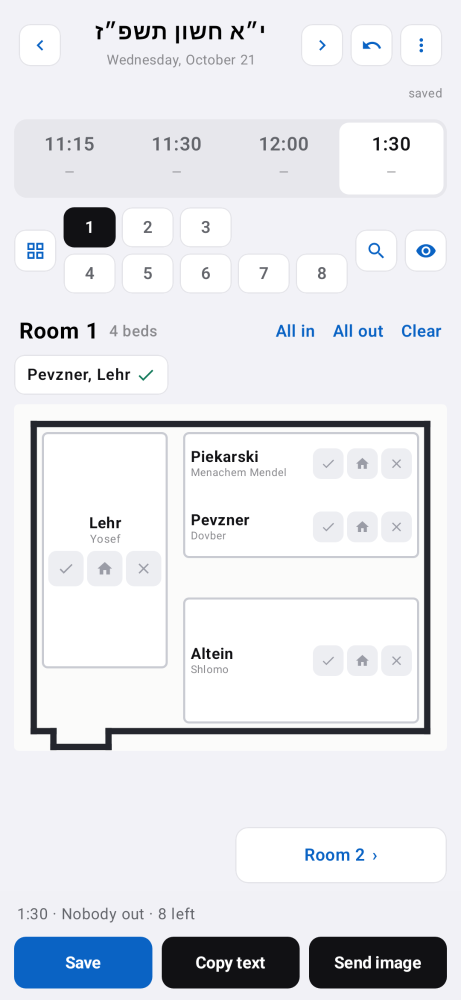 י״א חשון תשפ״ז
Wednesday, October 21
saved
11:15 11:30 12:00 1:30
– – – –
1 2 3
4 5 6 7 8
Room 1 4 beds All in All out Clear
Pevzner, Lehr ✓
Piekarski
Menachem Mendel
Pevzner
Dovber
Lehr
Yosef
Altein
Shlomo
Room 2 ›
1:30 · Nobody out · 8 left
Save Copy text Send image